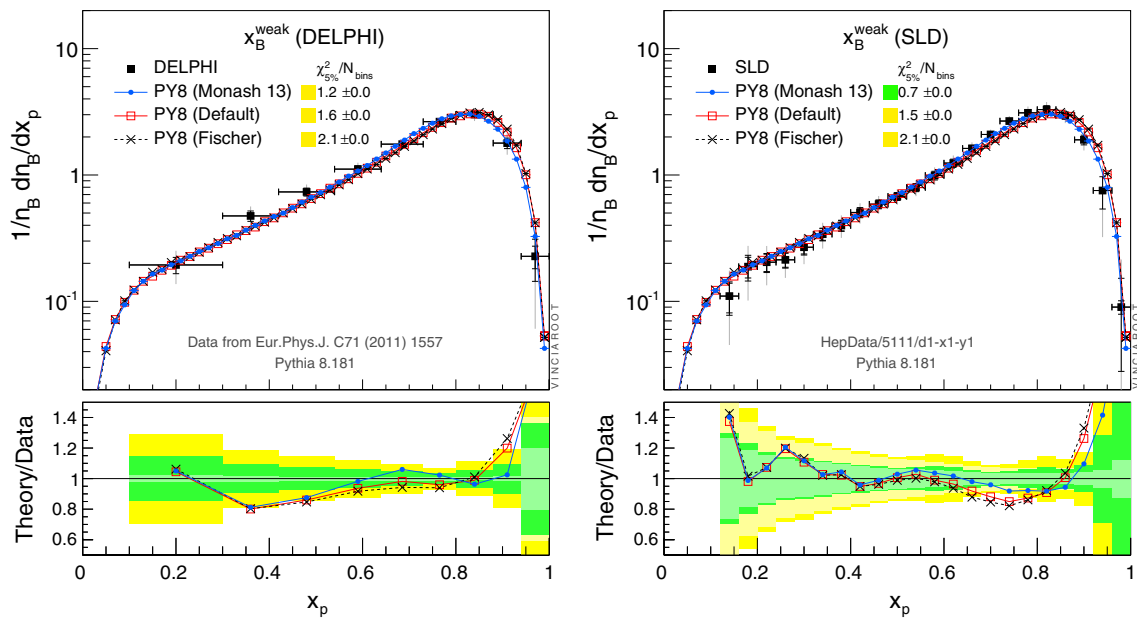 x_B^weak (DELPHI)
DELPHI
χ²_5%/N_bins
PY8 (Monash 13)
1.2 ±0.0
PY8 (Default)
1.6 ±0.0
PY8 (Fischer)
2.1 ±0.0
1/n_B dn_B/dx_p
10
1
10⁻¹
Data from Eur.Phys.J. C71 (2011) 1557
Pythia 8.181
VINCIAROOT
Theory/Data
1.4
1.2
1
0.8
0.6
0 0.2 0.4 0.6 0.8 1
x_p
x_B^weak (SLD)
SLD
χ²_5%/N_bins
PY8 (Monash 13)
0.7 ±0.0
PY8 (Default)
1.5 ±0.0
PY8 (Fischer)
2.1 ±0.0
1/n_B dn_B/dx_p
10
1
10⁻¹
HepData/5111/d1-x1-y1
Pythia 8.181
VINCIAROOT
Theory/Data
1.4
1.2
1
0.8
0.6
0 0.2 0.4 0.6 0.8 1
x_p